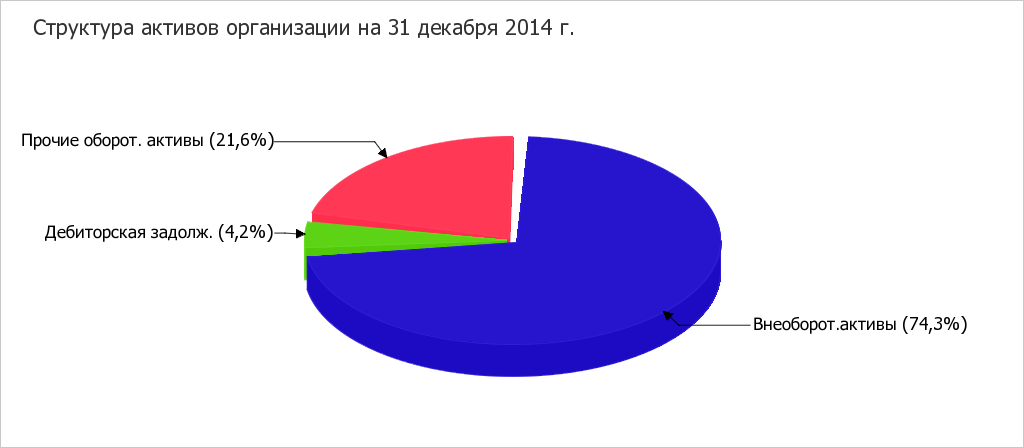 Структура активов организации на 31 декабря 2014 г.
Прочие оборот. активы (21,6%)
Дебиторская задолж. (4,2%)
Внеоборот.активы (74,3%)